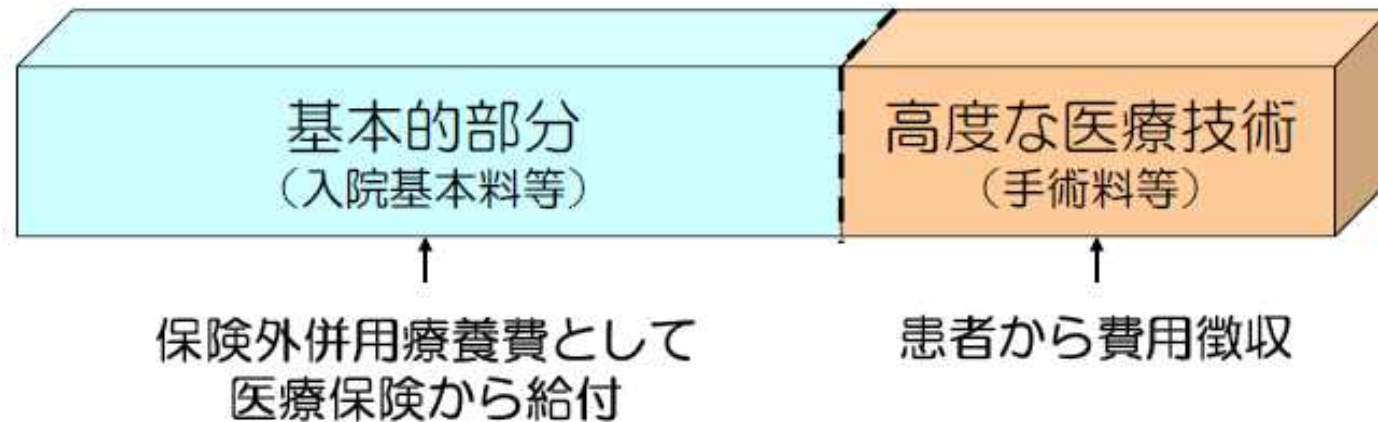 基本的部分
（入院基本料等）
高度な医療技術
（手術料等）
保険外併用療養費として
医療保険から給付
患者から費用徴収